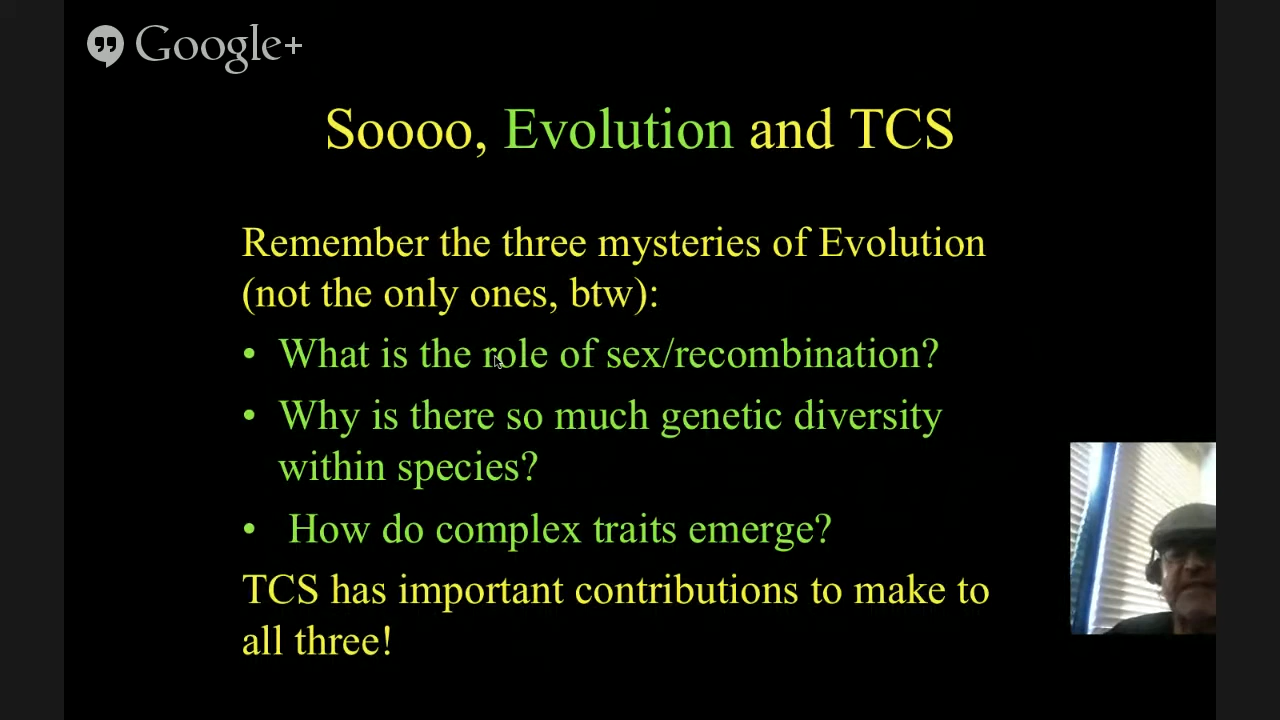 Google+
Soooo, Evolution and TCS
Remember the three mysteries of Evolution
(not the only ones, btw):
• What is the role of sex/recombination?
• Why is there so much genetic diversity
within species?
• How do complex traits emerge?
TCS has important contributions to make to
all three!